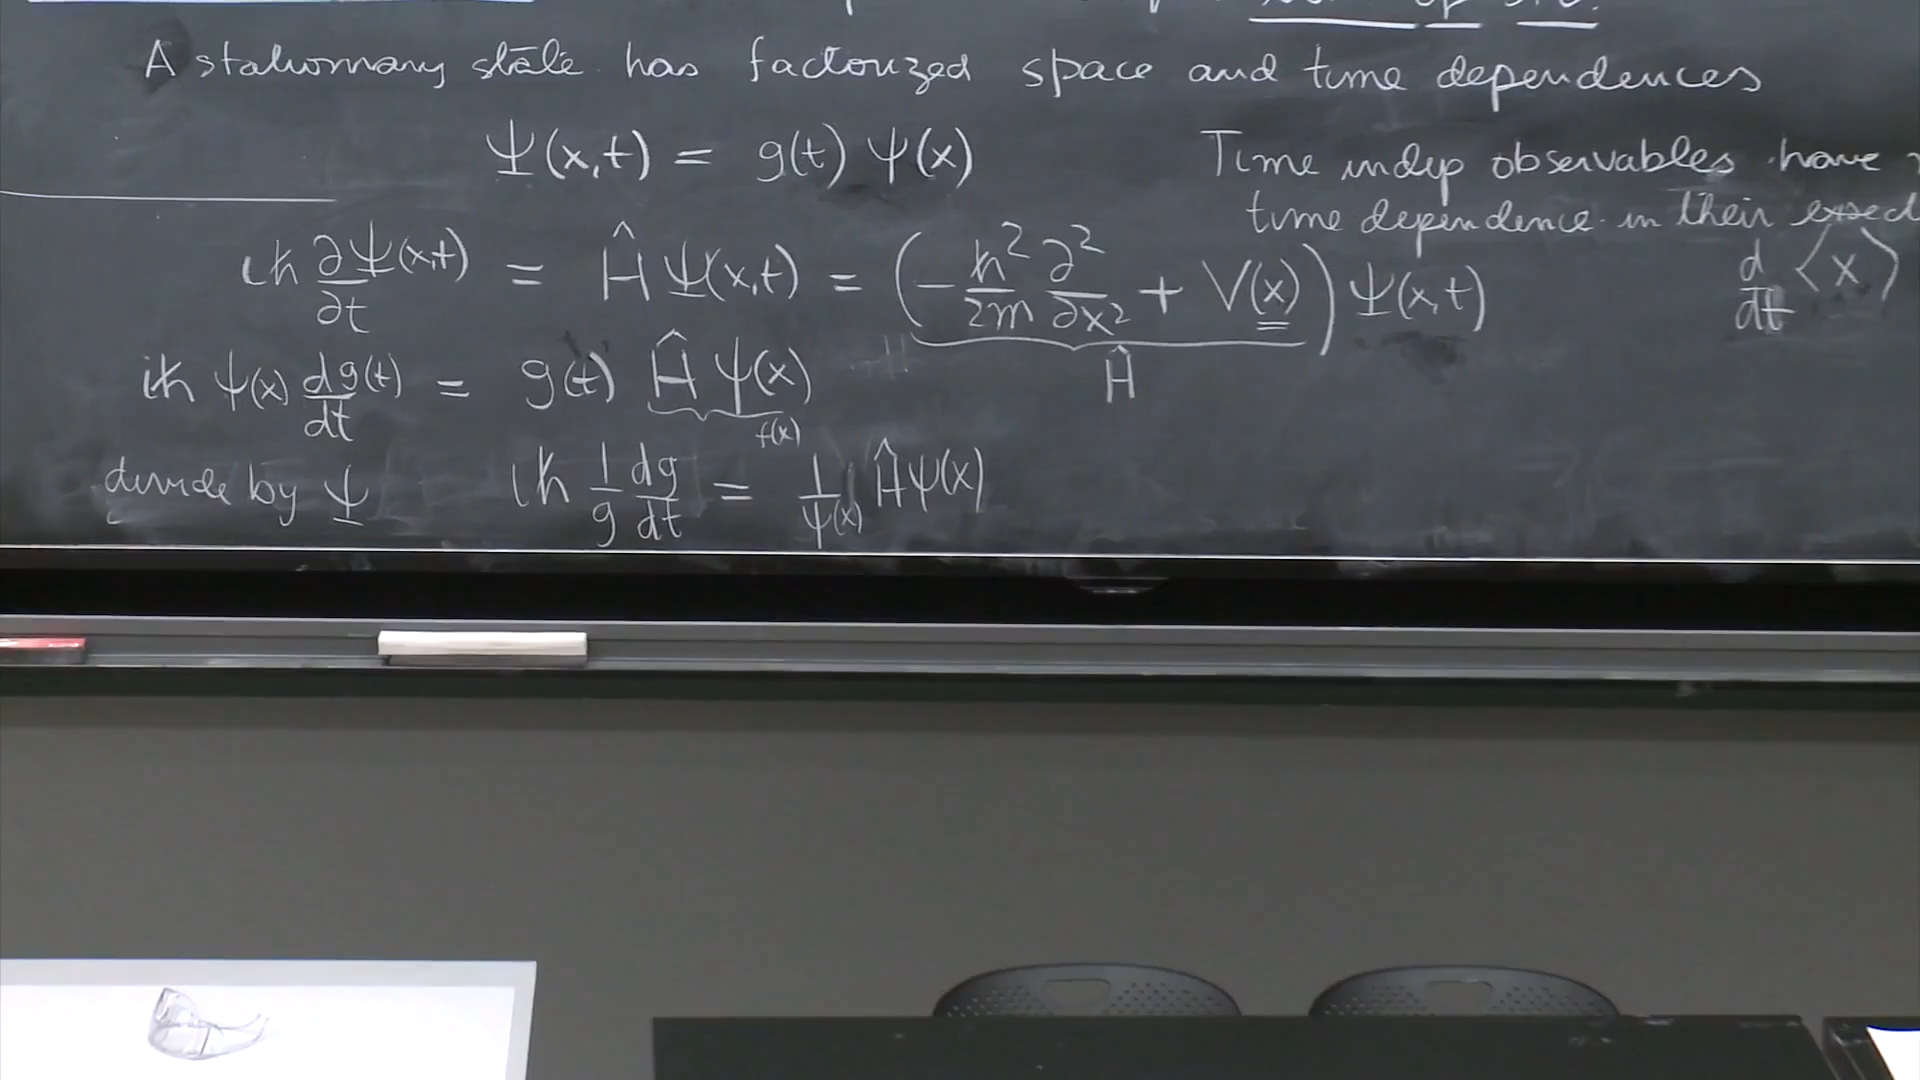 A stationary state has factorized space and time dependences
Ψ(x,t) = g(t) ψ(x)
Time indep observables have
time dependence in their
d/dt <x>
iħ ∂Ψ(x,t)/∂t = Ĥ Ψ(x,t) = (-ħ²/2m ∂²/∂x² + V(x)) Ψ(x,t)
Ĥ
iħ ψ(x) dg(t)/dt = g(t) Ĥ ψ(x)
f(x)
divide by Ψ iħ 1/g dg/dt = 1/ψ(x) Ĥψ(x)